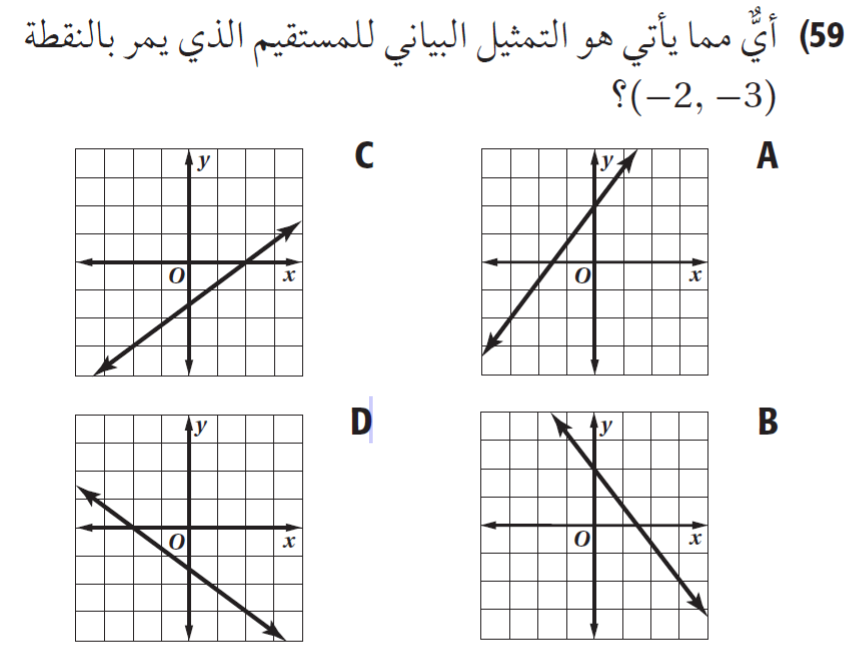 59) أيٌّ مما يأتي هو التمثيل البياني للمستقيم الذي يمر بالنقطة
(−2, −3)؟
A
y
O
x
C
y
O
x
B
y
O
x
D
y
O
x